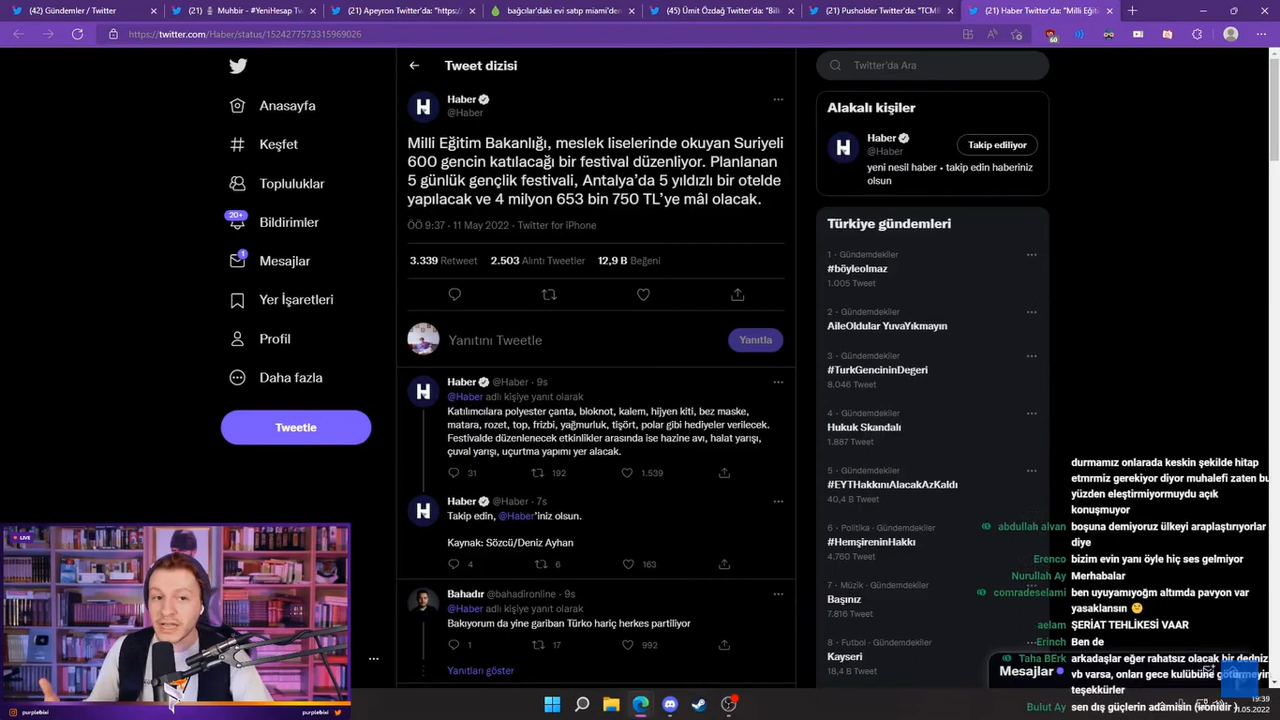 (42) Gündemler / Twitter
(21) Muhbir - #YeniHesap Tw
(21) Apeyron Twitter'da: "https:/
bağcılar'daki evi satıp miami'den
(45) Ümit Özdağ Twitter'da: "Bilir
(21) Pusholder Twitter'da: "TCMB
(21) Haber Twitter'da: "Milli Eğitim
https://twitter.com/Haber/status/1524277573315969026
60
Anasayfa
Keşfet
Topluluklar
20+
Bildirimler
1
Mesajlar
Yer İşaretleri
Profil
Daha fazla
Tweetle
Tweet dizisi
Haber
@Haber
Milli Eğitim Bakanlığı, meslek liselerinde okuyan Suriyeli
600 gencin katılacağı bir festival düzenliyor. Planlanan
5 günlük gençlik festivali, Antalya'da 5 yıldızlı bir otelde
yapılacak ve 4 milyon 653 bin 750 TL'ye mâl olacak.
ÖÖ 9:37 · 11 May 2022 · Twitter for iPhone
3.339 Retweet 2.503 Alıntı Tweetler 12,9 B Beğeni
Yanıtını Tweetle
Yanıtla
Haber @Haber · 9s
@Haber adlı kişiye yanıt olarak
Katılımcılara polyester çanta, bloknot, kalem, hijyen kiti, bez maske,
matara, rozet, top, frizbi, yağmurluk, tişört, polar gibi hediyeler verilecek.
Festivalde düzenlenecek etkinlikler arasında ise hazine avı, halat yarışı,
çuval yarışı, uçurtma yapımı yer alacak.
31 192 1.539
Haber @Haber · 7s
Takip edin, @Haber'iniz olsun.
Kaynak: Sözcü/Deniz Ayhan
4 6 163
Bahadır @bahadironline · 9s
@Haber adlı kişiye yanıt olarak
Bakıyorum da yine gariban Türko hariç herkes partiliyor
1 17 992
Yanıtları göster
Twitter'da Ara
Alakalı kişiler
Haber
@Haber
Takip ediliyor
yeni nesil haber • takip edin haberiniz
olsun
Türkiye gündemleri
1 · Gündemdekiler
#böyleolmaz
1.005 Tweet
2 · Gündemdekiler
AileOldular YuvaYıkmayın
3 · Gündemdekiler
#TurkGencininDegeri
8.046 Tweet
4 · Gündemdekiler
Hukuk Skandalı
1.887 Tweet
5 · Gündemdekiler
#EYTHakkınıAlacakAzKaldı
40,4 B Tweet
6 · Politika · Gündemdekiler
#HemşireninHakkı
4.760 Tweet
7 · Müzik · Gündemdekiler
Başınız
7.816 Tweet
8 · Futbol · Gündemdekiler
Kayseri
18,4 B Tweet
Mesajlar
durmamız onlarada keskin şekilde hitap
etmrmiz gerekiyor diyor muhalefi zaten bu
yüzden eleştirmiyormuydu açık
konuşmuyor
abdullah alvan boşuna demiyoruz ülkeyi araplaştırıyorlar
diye
Erenco bizim evin yanı öyle hiç ses gelmiyor
Nurullah Ay Merhabalar
comradeselami ben uyuyamıyoğm altımda pavyon var
yasaklansın 🤔
aelam ŞERİAT TEHLİKESİ VAAR
Erinch Ben de
Taha BErk arkadaşlar eğer rahatsız olacak bir
vb varsa, onları gece kulübüne
teşekkürler
Bulut Ay sen dış güçlerin adamısın (ironidir )
LIVE
purplebixi
purplebixi
19:39